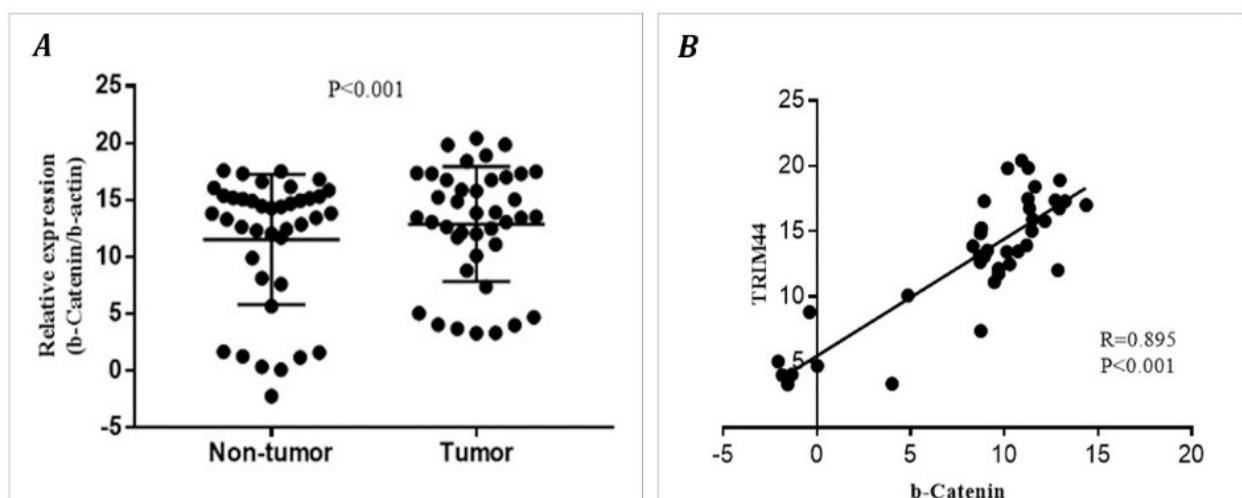 A
P<0.001
Relative expression
(b-Catenin/b-actin)
25
20
15
10
5
0
-5
Non-tumor Tumor
B
TRIM44
25
20
15
10
5
R=0.895
P<0.001
-5 0 5 10 15 20
b-Catenin